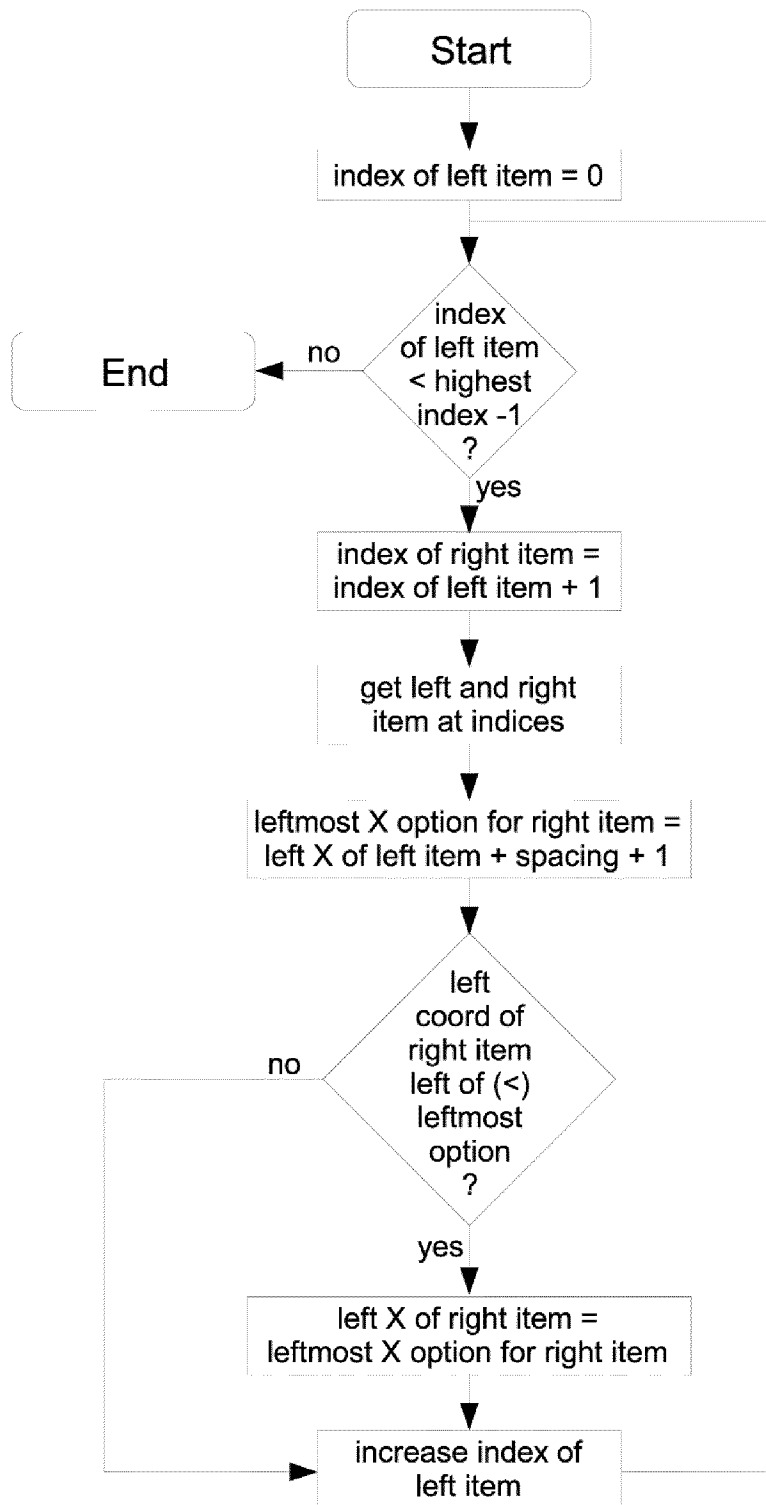 Start
index of left item = 0
index
of left item
< highest
index -1
?
no
End
yes
index of right item =
index of left item + 1
get left and right
item at indices
leftmost X option for right item =
left X of left item + spacing + 1
left
coord of
right item
left of (<)
leftmost
option
?
no
yes
left X of right item =
leftmost X option for right item
increase index of
left item